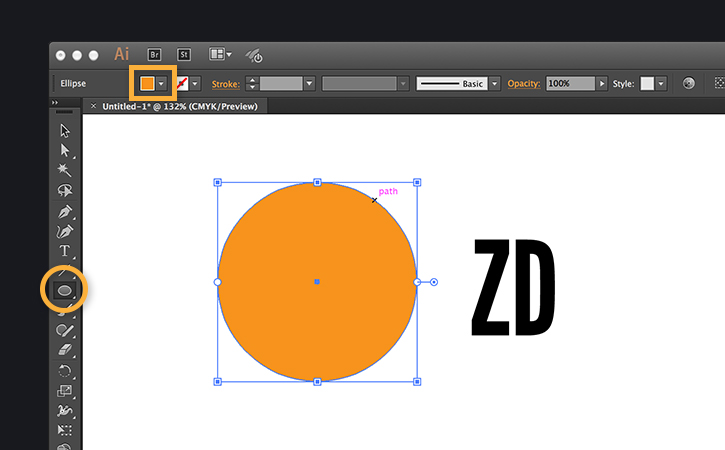 Ai Br St
Ellipse Stroke: Basic Opacity: 100% Style:
× Untitled-1* @ 132% (CMYK/Preview)
path
T
ZD